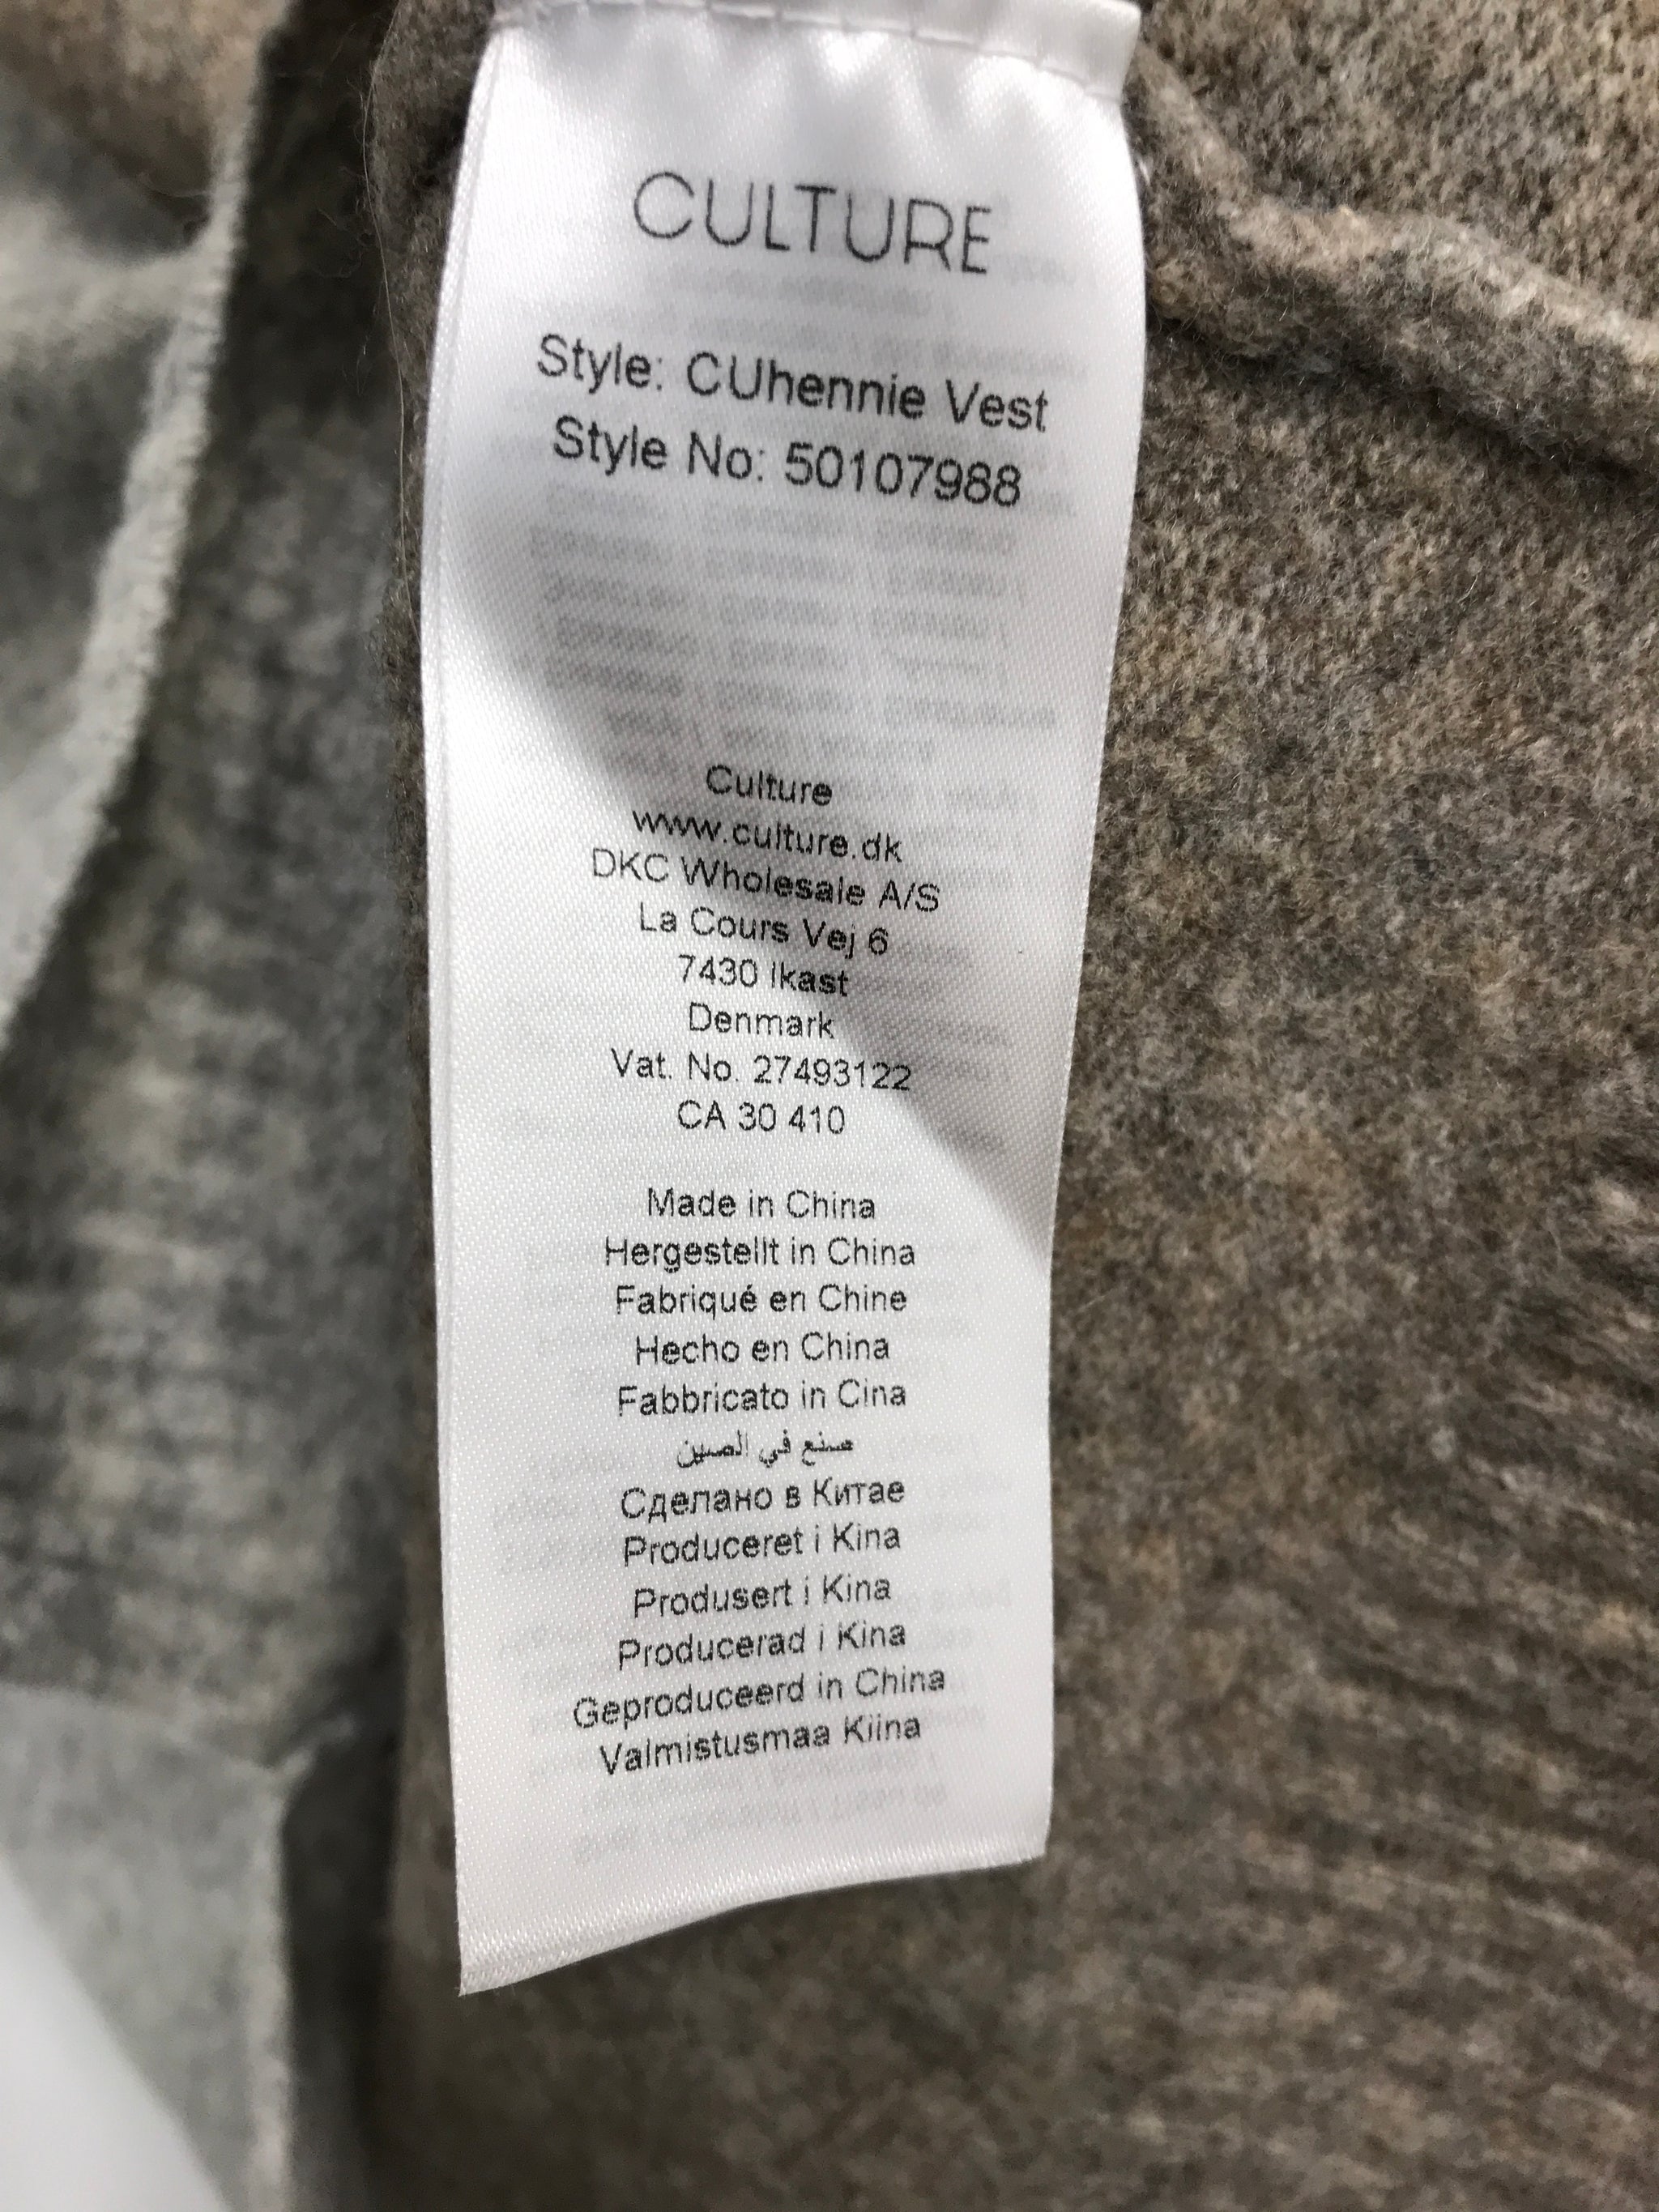 CULTURE
Style: CUhennie Vest
Style No: 50107988
Culture
www.culture.dk
DKC Wholesale A/S
La Cours Vej 6
7430 Ikast
Denmark
Vat. No. 27493122
CA 30 410
Made in China
Hergestellt in China
Fabriqué en Chine
Hecho en China
Fabbricato in Cina
صنع في الصين
Сделано в Китае
Produceret i Kina
Produsert i Kina
Producerad i Kina
Geproduceerd in China
Valmistusmaa Kiina